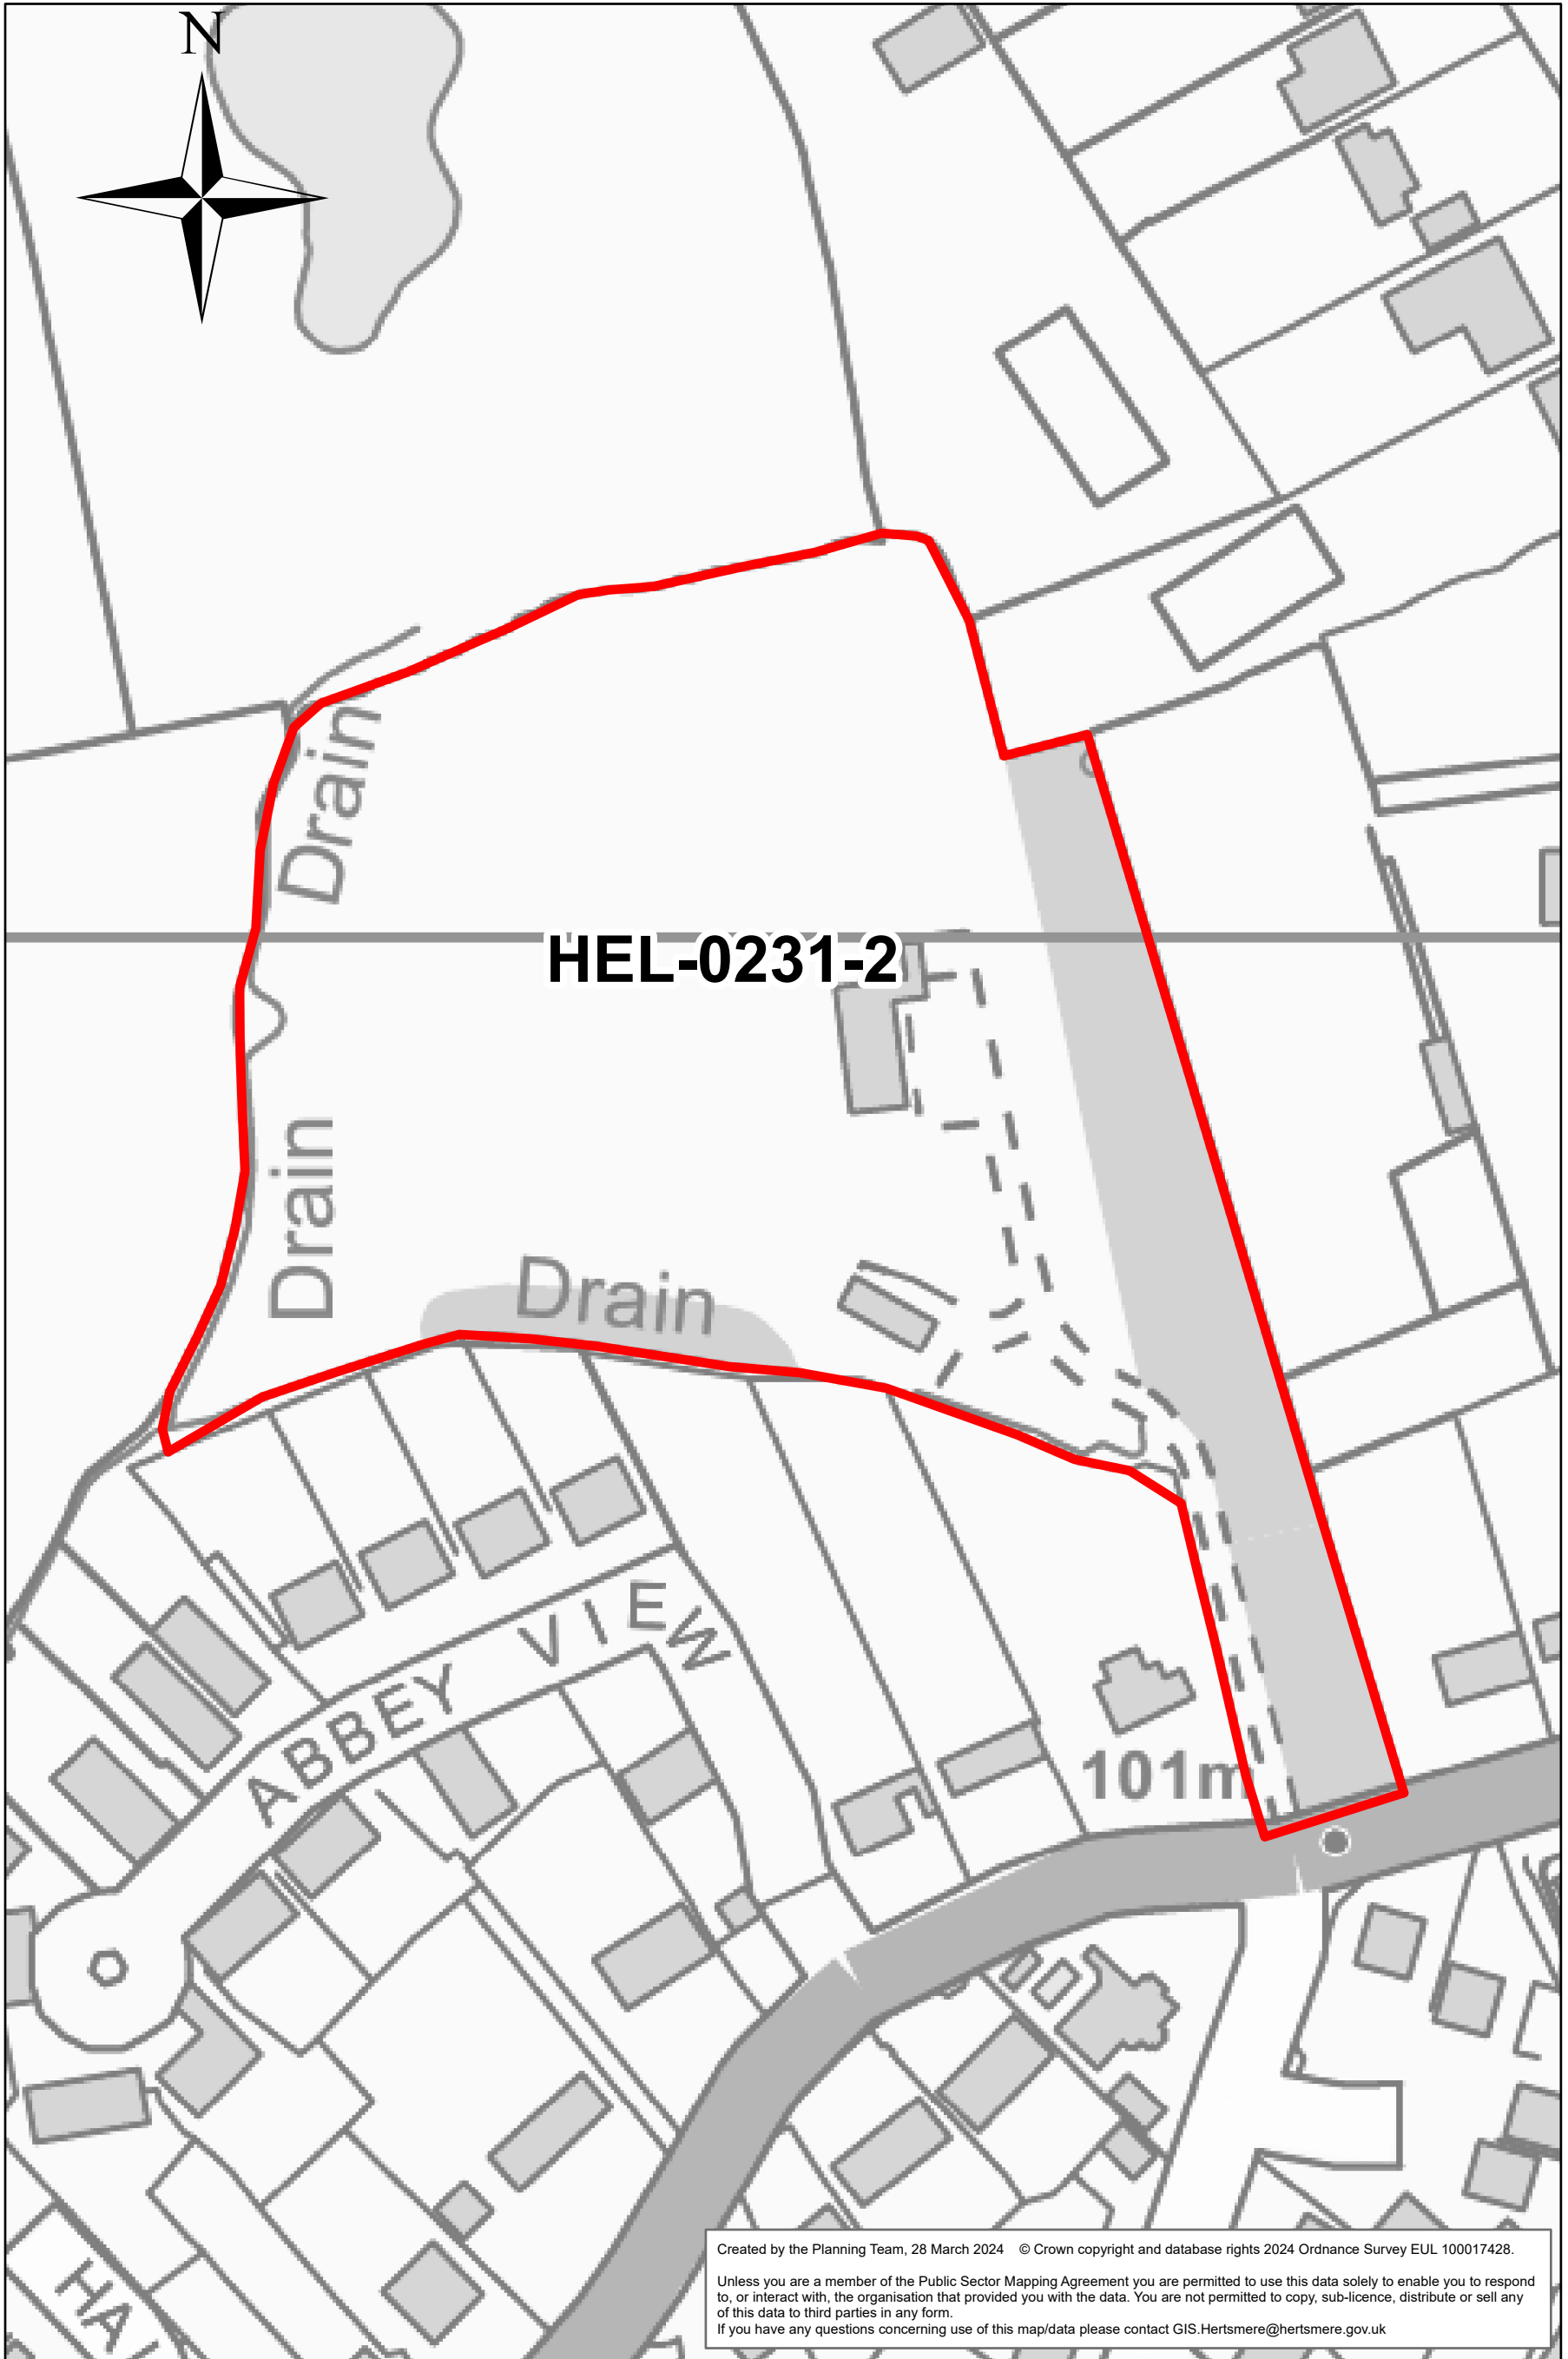 N
Drain
HEL-0231-2
Drain
Drain
ABBEY VIEW
101m
Created by the Planning Team, 28 March 2024 © Crown copyright and database rights 2024 Ordnance Survey EUL 100017428.
Unless you are a member of the Public Sector Mapping Agreement you are permitted to use this data solely to enable you to respond
to, or interact with, the organisation that provided you with the data. You are not permitted to copy, sub-licence, distribute or sell any
of this data to third parties in any form.
If you have any questions concerning use of this map/data please contact GIS.Hertsmere@hertsmere.gov.uk